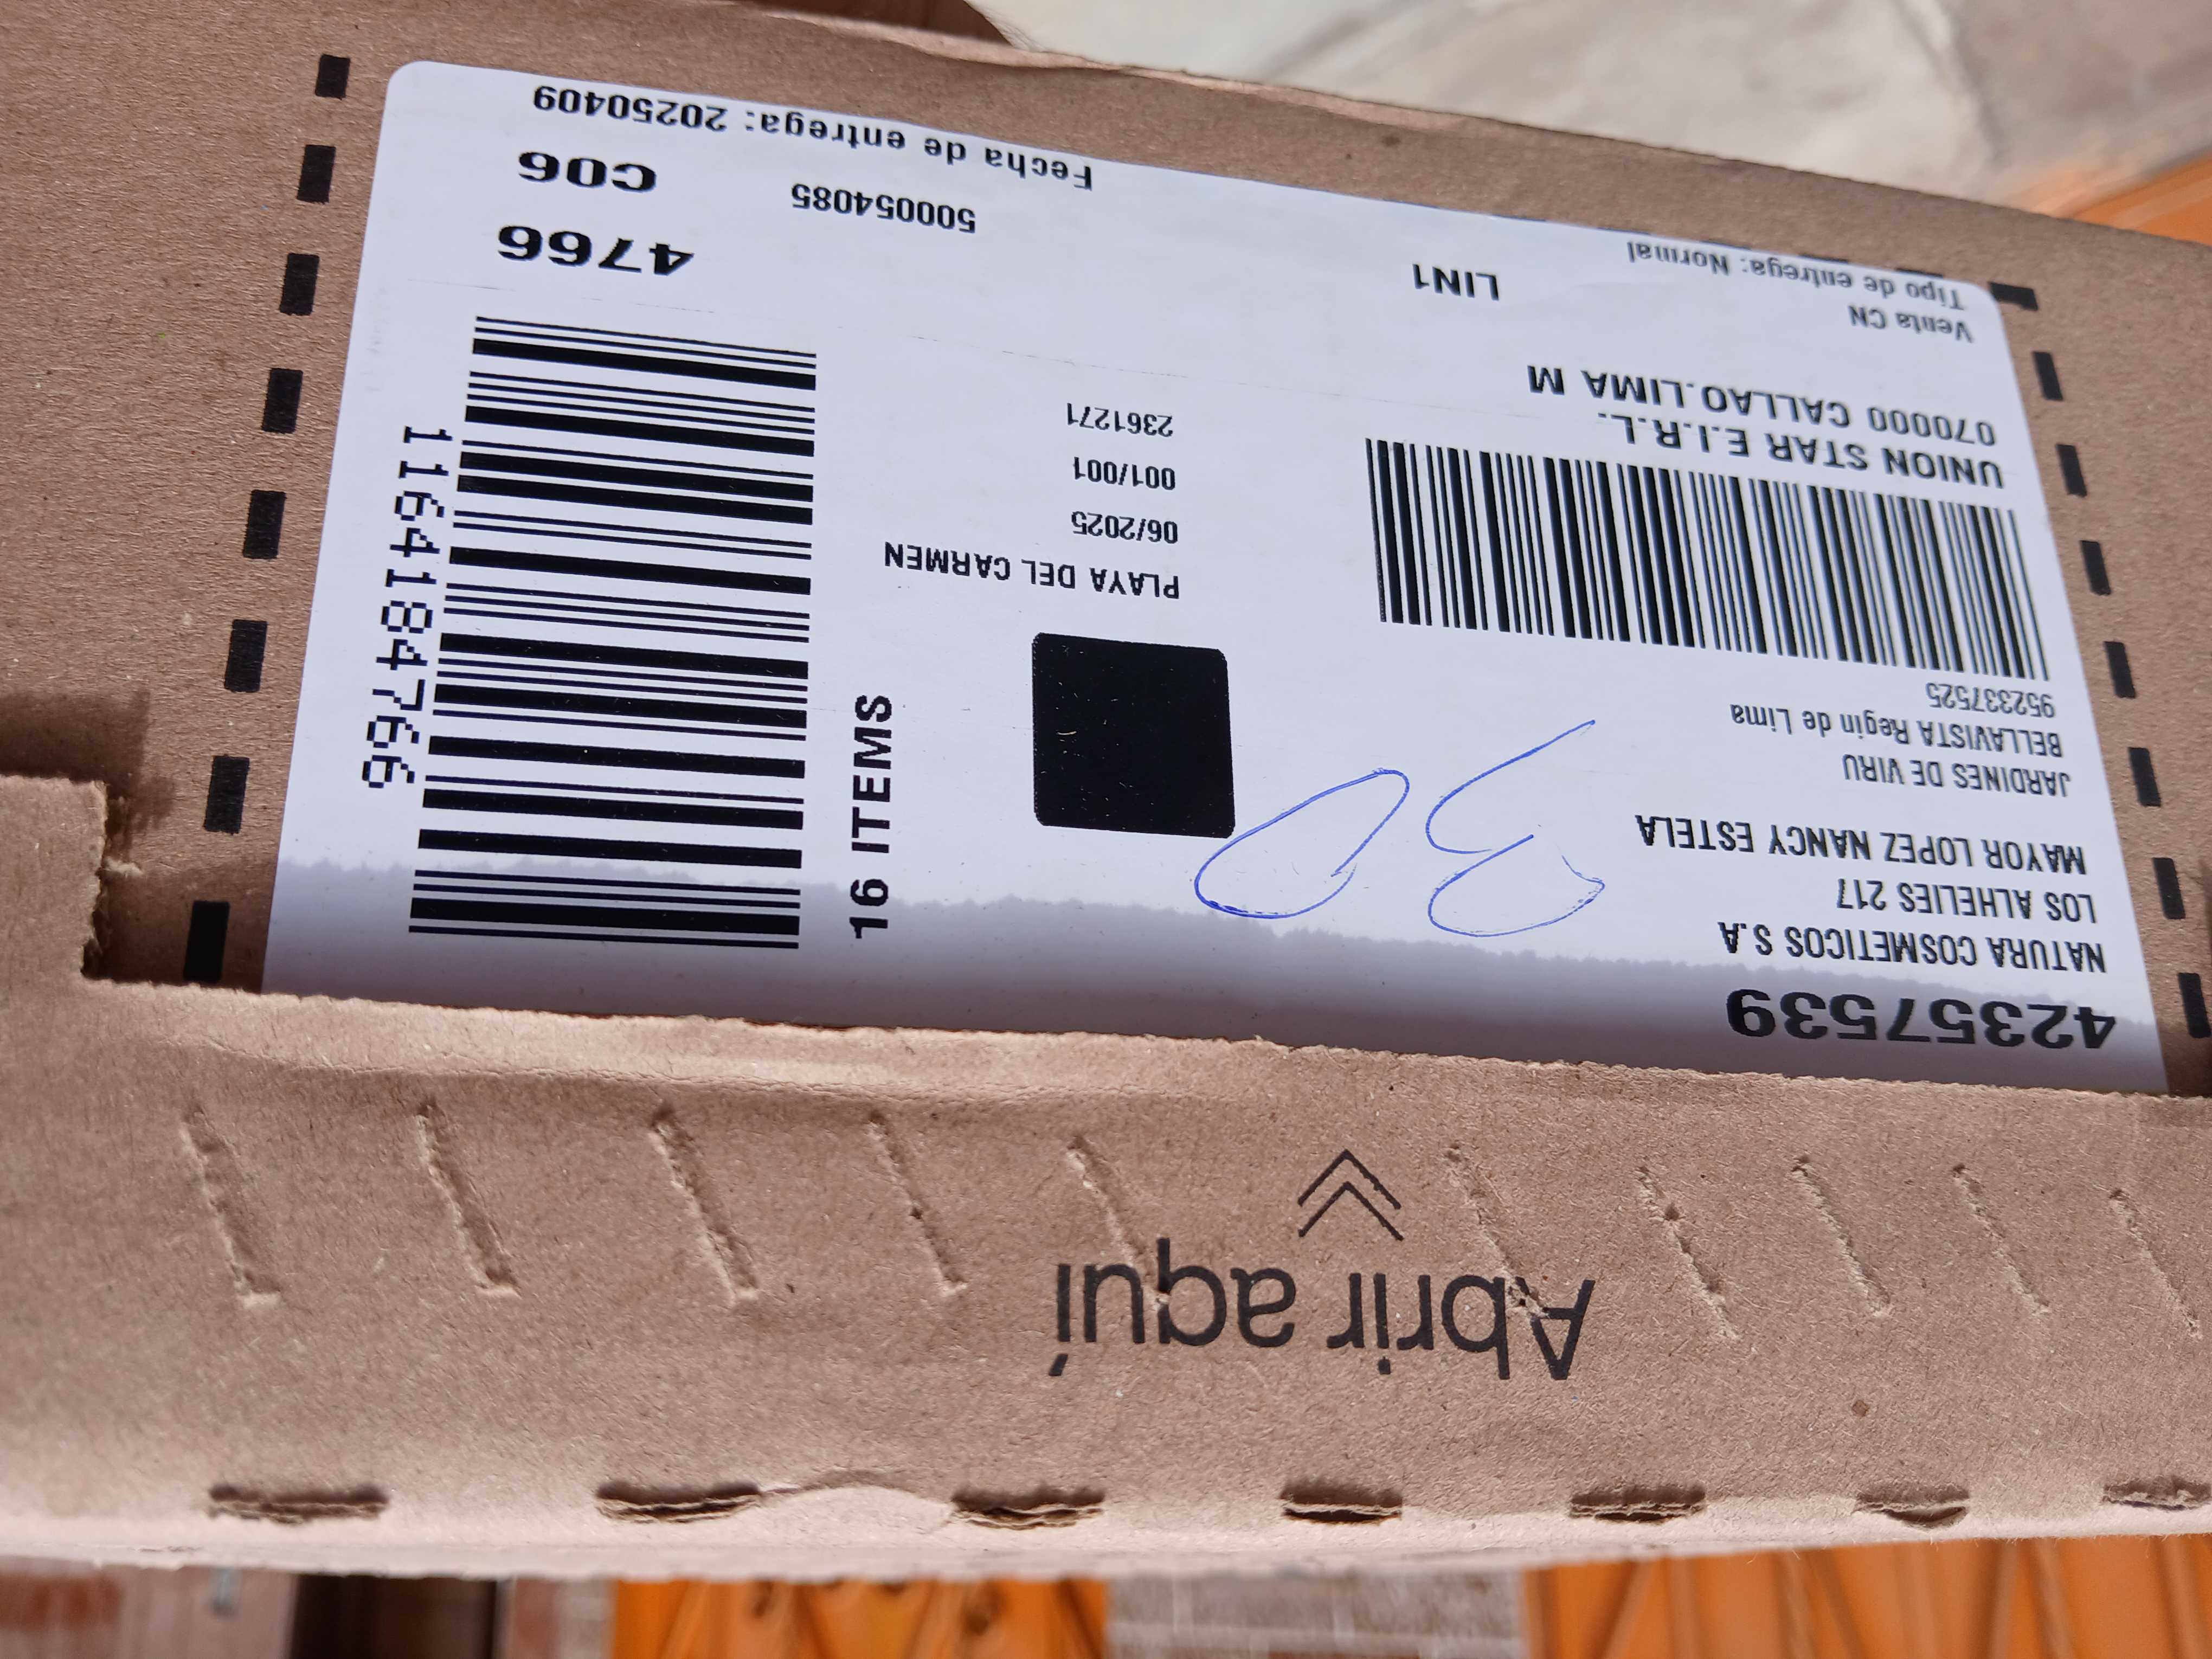 42357539
NATURA COSMETICOS S.A
LOS ALHELIES 217
MAYOR LOPEZ NANCY ESTELA
JARDINES DE VIRU
BELLAVISTA Regin de Lima
952337525
UNION STAR E.I.R.L.
070000 CALLAO.LIMA M
Venta CN
Tipo de entrega: Normal
LIN1
30
PLAYA DEL CARMEN
06/2025
001/001
2361271
16 ITEMS
1164184766
4766
C06
500054085
Fecha de entrega: 20250409
Abrir aquí